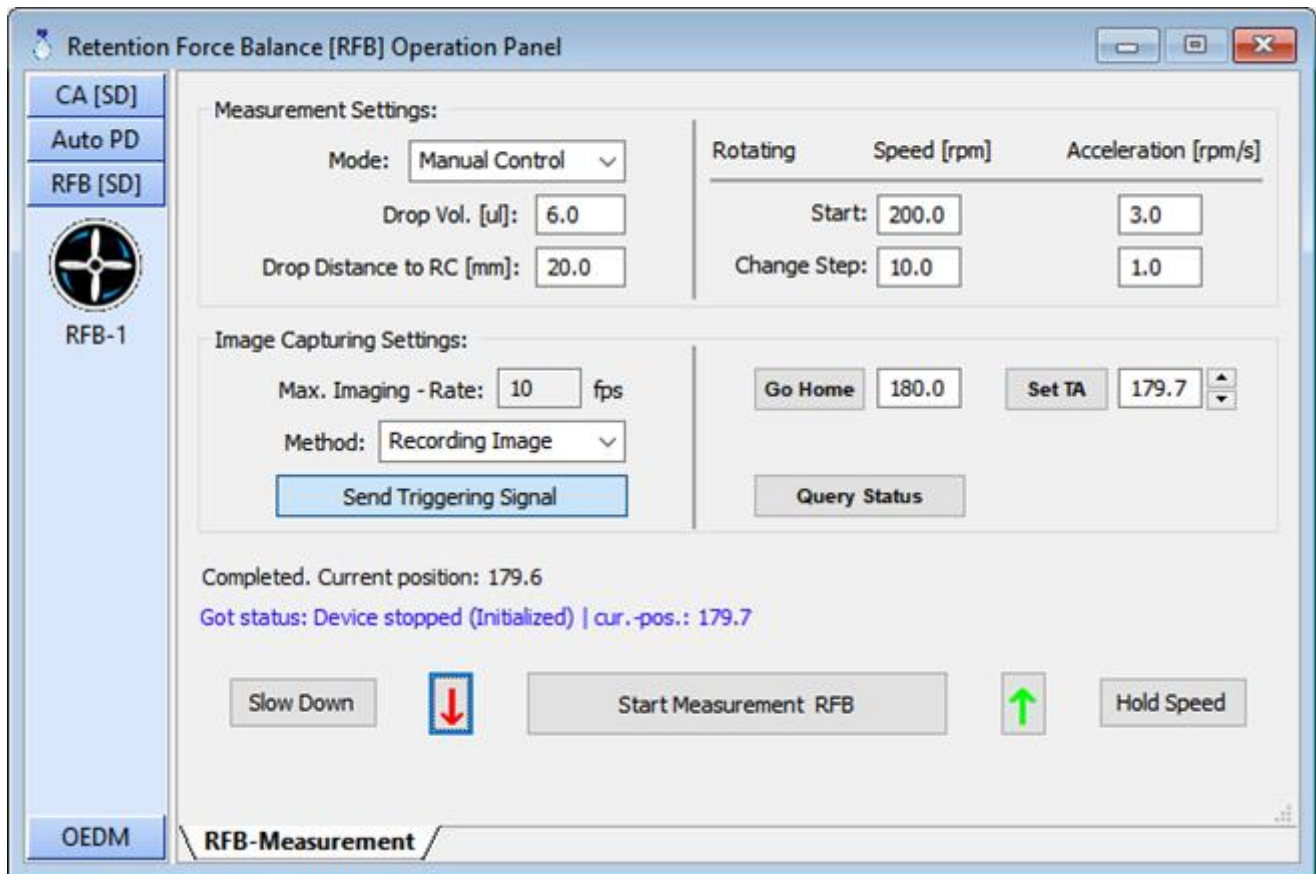 Retention Force Balance [RFB] Operation Panel
CA [SD]
Auto PD
RFB [SD]
RFB-1
OEDM
Measurement Settings:
Mode: Manual Control
Drop Vol. [ul]: 6.0
Drop Distance to RC [mm]: 20.0
Rotating Speed [rpm] Acceleration [rpm/s]
Start: 200.0 3.0
Change Step: 10.0 1.0
Image Capturing Settings:
Max. Imaging - Rate: 10 fps
Method: Recording Image
Send Triggering Signal
Go Home 180.0 Set TA 179.7
Query Status
Completed. Current position: 179.6
Got status: Device stopped (Initialized) | cur.-pos.: 179.7
Slow Down Start Measurement RFB Hold Speed
RFB-Measurement